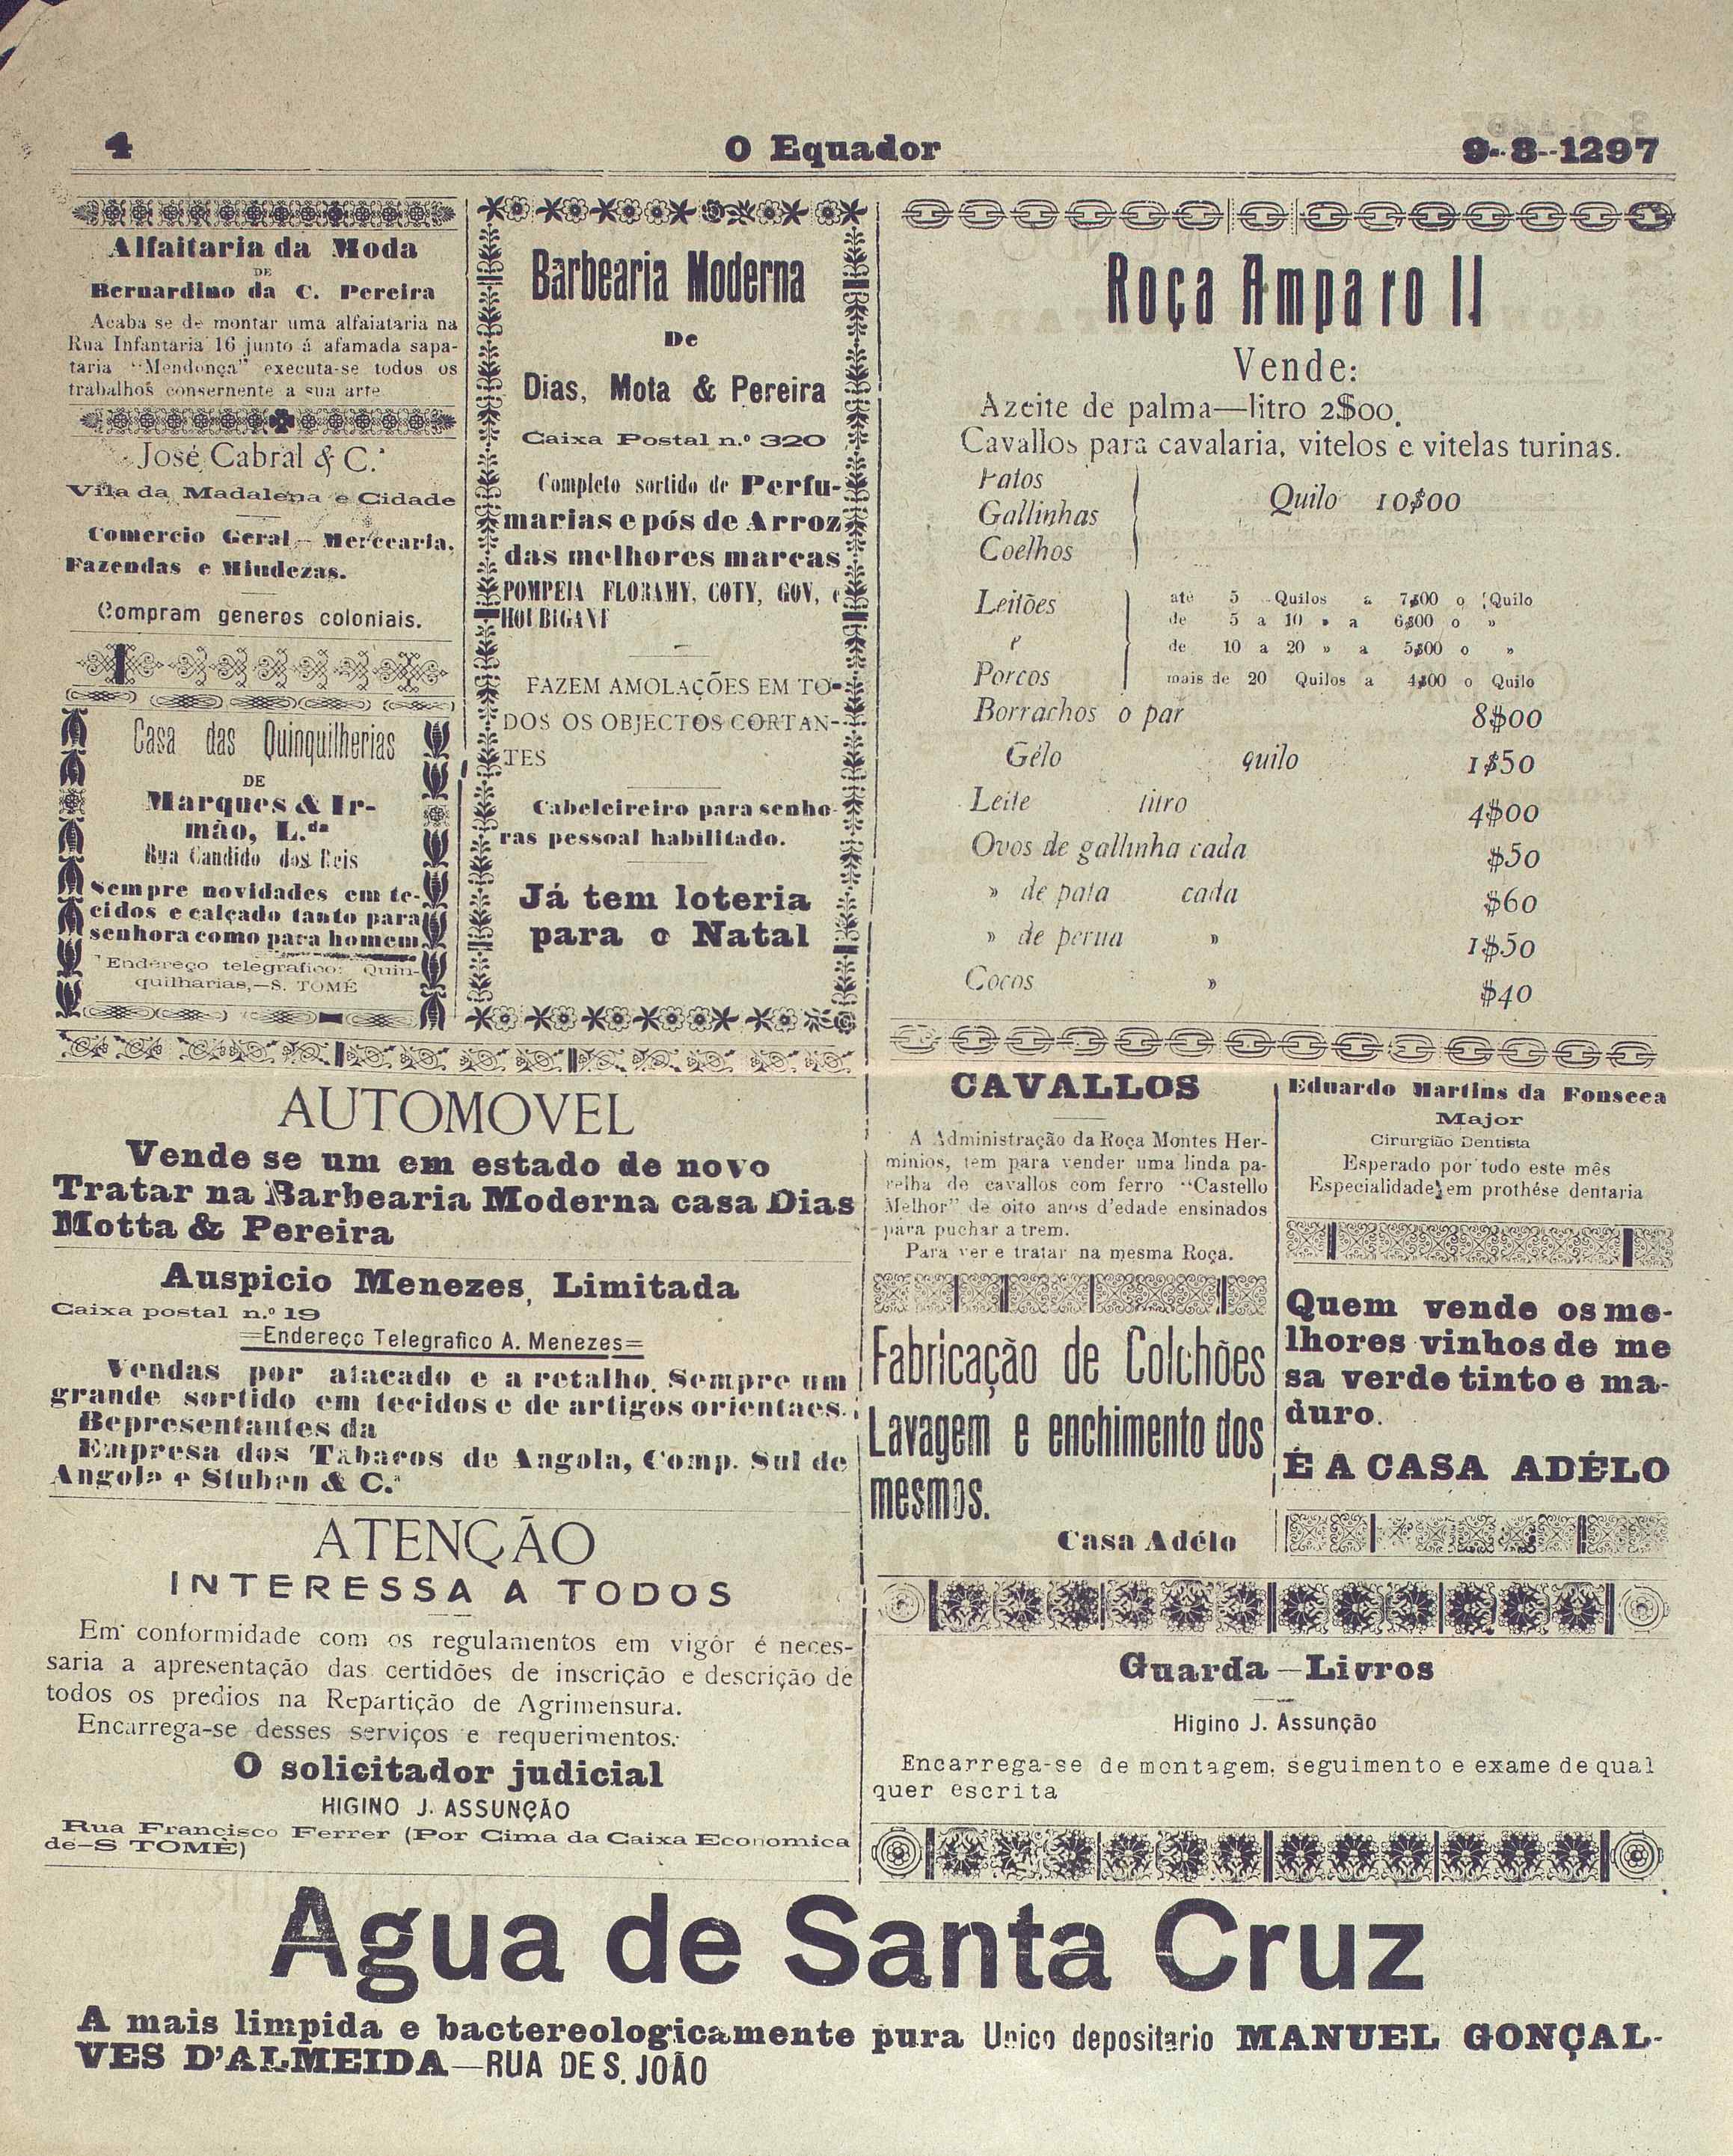 4
O Equador
9-8-1297
Alfaitaria da Moda
DE
Bernardino da C. Pereira
Acaba se de montar uma alfaiataria na
Rua Infantaria 16 junto á afamada sapa-
taria "Mendonça" executa-se todos os
trabalhos consernente a sua arte
José Cabral & C.ª
Vila da Madalena e Cidade
Comercio Geral—Mercearia,
Fazendas e Miudezas.
Compram generos coloniais.
Casa das Quinquilherias
DE
Marques & Ir-
mão, L.da
Rua Candido dos Reis
Sempre novidades em te-
cidos e calçado tanto para
senhora como para homem
Endereço telegrafico: Quin-
quilharias,—S. TOMÉ
Barbearia Moderna
De
Dias, Mota & Pereira
Caixa Postal n.º 320
Completo sortido de Perfu-
marias e pós de Arroz
das melhores marcas
POMPEIA FLORAMY, COTY, GOV, e
HOUBIGANT
FAZEM AMOLAÇÕES EM TO-
DOS OS OBJECTOS CORTAN-
TES
Cabeleireiro para senho-
ras pessoal habilitado.
Já tem loteria
para o Natal
Roça Amparo II
Vende:
Azeite de palma—litro 2$00.
Cavallos para cavalaria, vitelos e vitelas turinas.
Patos
Gallinhas
Coelhos
Quilo 10$00
Leitões
e
Porcos
até 5 Quilos a 7$00 o Quilo
de 5 a 10 » a 6$00 o »
de 10 a 20 » a 5$00 o »
mais de 20 Quilos a 4$00 o Quilo
Borrachos o par 8$00
Gêlo quilo 1$50
Leite litro 4$00
Ovos de gallinha cada $50
» de pata cada $60
» de perua » 1$50
Cocos » $40
AUTOMOVEL
Vende se um em estado de novo
Tratar na Barbearia Moderna casa Dias
Motta & Pereira
Auspicio Menezes, Limitada
Caixa postal n.º 19
=Endereço Telegrafico A. Menezes=
Vendas por atacado e a retalho. Sempre um
grande sortido em tecidos e de artigos orientaes.
Representantes da
Empresa dos Tabacos de Angola, Comp. Sul de
Angola e Stuben & C.ª
ATENÇÃO
INTERESSA A TODOS
Em conformidade com os regulamentos em vigôr é neces-
saria a apresentação das certidões de inscrição e descrição de
todos os predios na Repartição de Agrimensura.
Encarrega-se desses serviços e requerimentos.
O solicitador judicial
HIGINO J. ASSUNÇÃO
Rua Francisco Ferrer (Por Cima da Caixa Economica
de—S TOMÉ)
CAVALLOS
A Administração da Roça Montes Her-
minios, tem para vender uma linda pa-
relha de cavallos com ferro "Castello
Melhor" de oito anos d'edade ensinados
para puchar a trem.
Para ver e tratar na mesma Roça.
Fabricação de Colchões
Lavagem e enchimento dos
mesmos.
Casa Adélo
Eduardo Martins da Fonseca
Major
Cirurgião Dentista
Esperado por todo este mês
Especialidade em prothése dentaria
Quem vende os me-
lhores vinhos de me
sa verde tinto e ma-
duro.
É A CASA ADÉLO
Guarda—Livros
Higino J. Assunção
Encarrega-se de montagem, seguimento e exame de qual
quer escrita
Agua de Santa Cruz
A mais limpida e bactereologicamente pura Unico depositario MANUEL GONÇAL-
VES D'ALMEIDA—RUA DE S. JOÃO